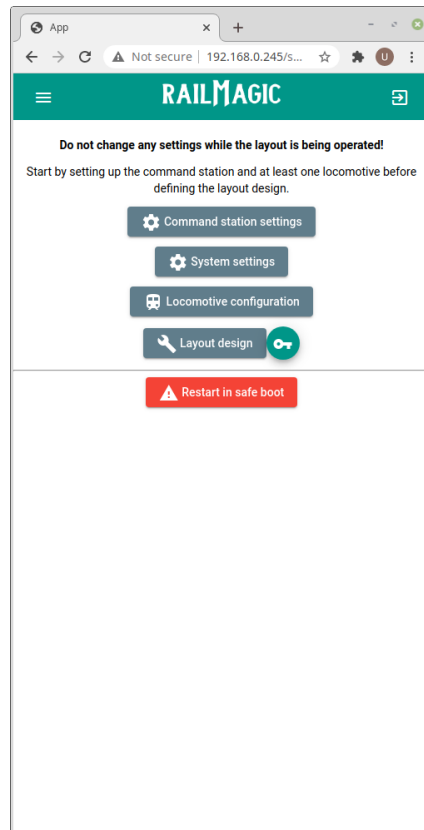 App
Not secure
192.168.0.245/s...
U
RAILMAGIC
Do not change any settings while the layout is being operated!
Start by setting up the command station and at least one locomotive before
defining the layout design.
Command station settings
System settings
Locomotive configuration
Layout design
Restart in safe boot